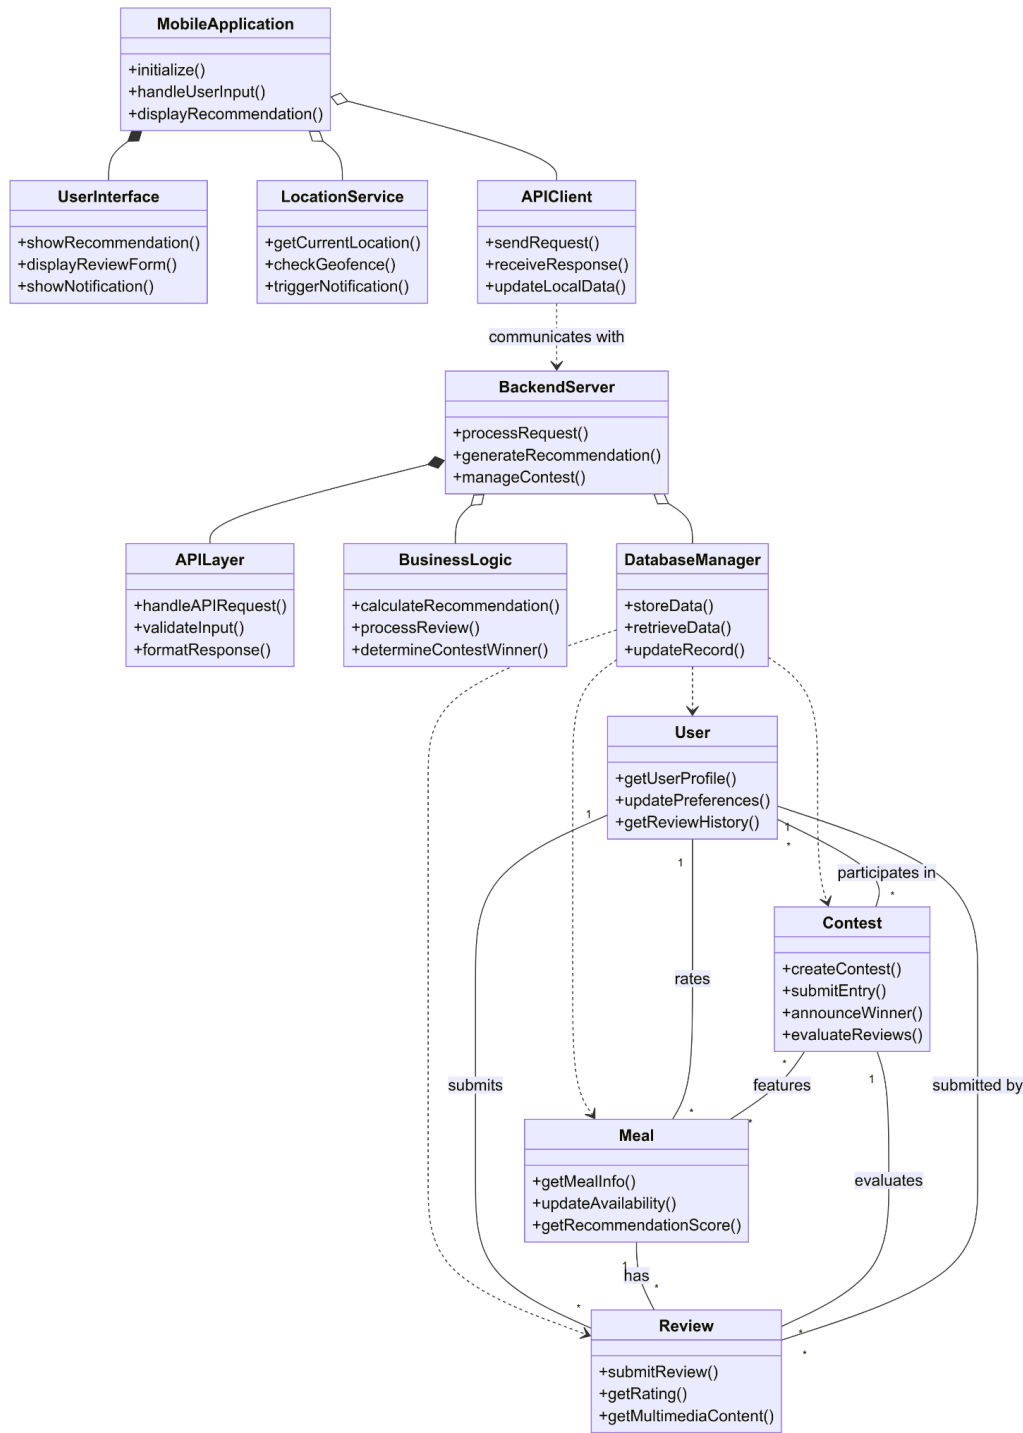 MobileApplication
+initialize()
+handleUserInput()
+displayRecommendation()
UserInterface
+showRecommendation()
+displayReviewForm()
+showNotification()
LocationService
+getCurrentLocation()
+checkGeofence()
+triggerNotification()
APIClient
+sendRequest()
+receiveResponse()
+updateLocalData()
communicates with
BackendServer
+processRequest()
+generateRecommendation()
+manageContest()
APILayer
+handleAPIRequest()
+validateInput()
+formatResponse()
BusinessLogic
+calculateRecommendation()
+processReview()
+determineContestWinner()
DatabaseManager
+storeData()
+retrieveData()
+updateRecord()
User
+getUserProfile()
+updatePreferences()
+getReviewHistory()
1
1
*
1
participates in
*
Contest
+createContest()
+submitEntry()
+announceWinner()
+evaluateReviews()
rates
*
1
submits
features
submitted by
*
*
Meal
+getMealInfo()
+updateAvailability()
+getRecommendationScore()
evaluates
1
has
*
*
Review
+submitReview()
+getRating()
+getMultimediaContent()
*
*